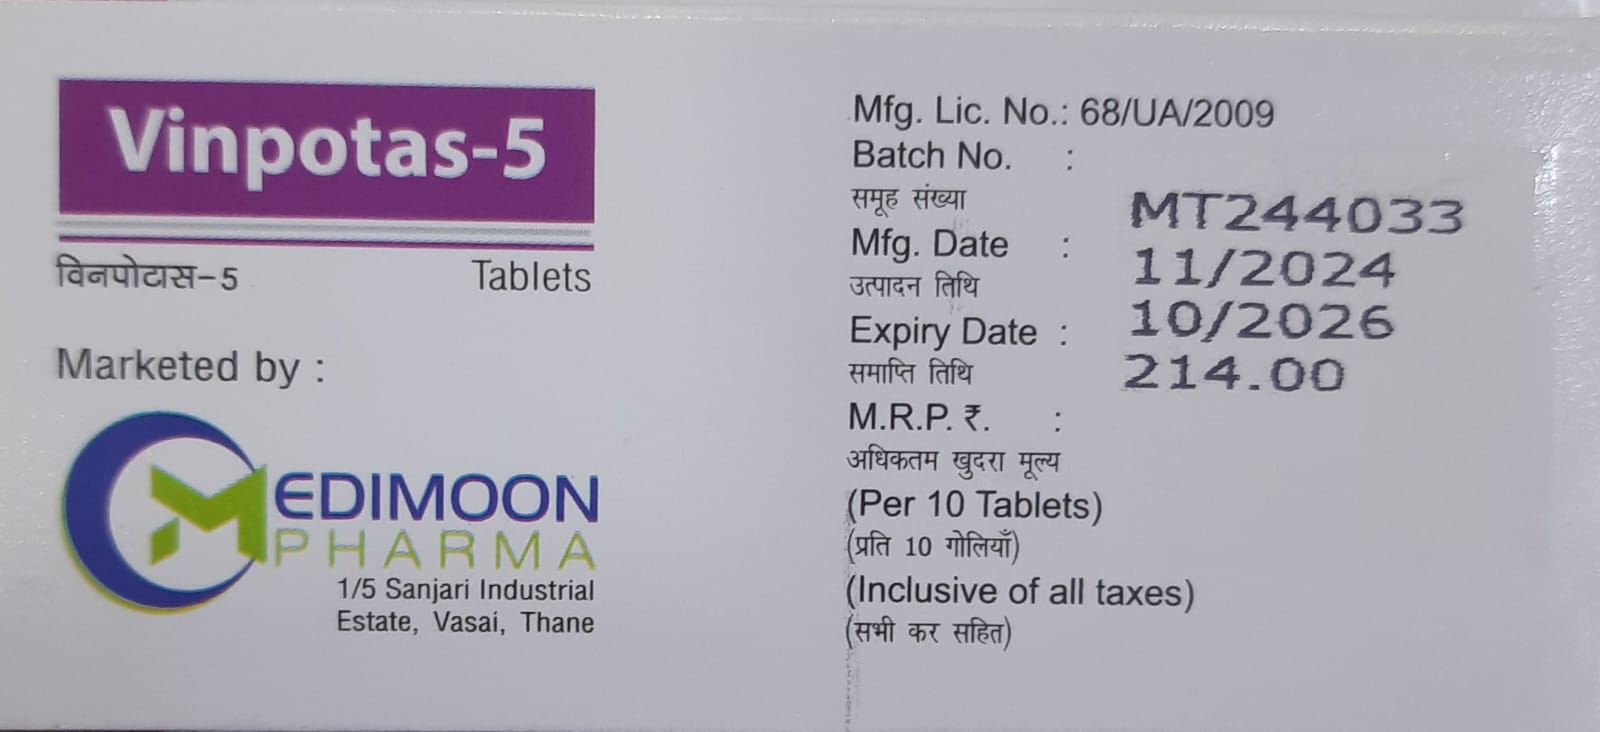 Vinpotas-5
विनपोटास-5 Tablets
Marketed by :
MEDIMOON
PHARMA
1/5 Sanjari Industrial
Estate, Vasai, Thane
Mfg. Lic. No.: 68/UA/2009
Batch No. :
समूह संख्या
MT244033
Mfg. Date :
11/2024
उत्पादन तिथि
Expiry Date :
10/2026
समाप्ति तिथि
214.00
M.R.P. ₹. :
अधिकतम खुदरा मूल्य
(Per 10 Tablets)
(प्रति 10 गोलियाँ)
(Inclusive of all taxes)
(सभी कर सहित)